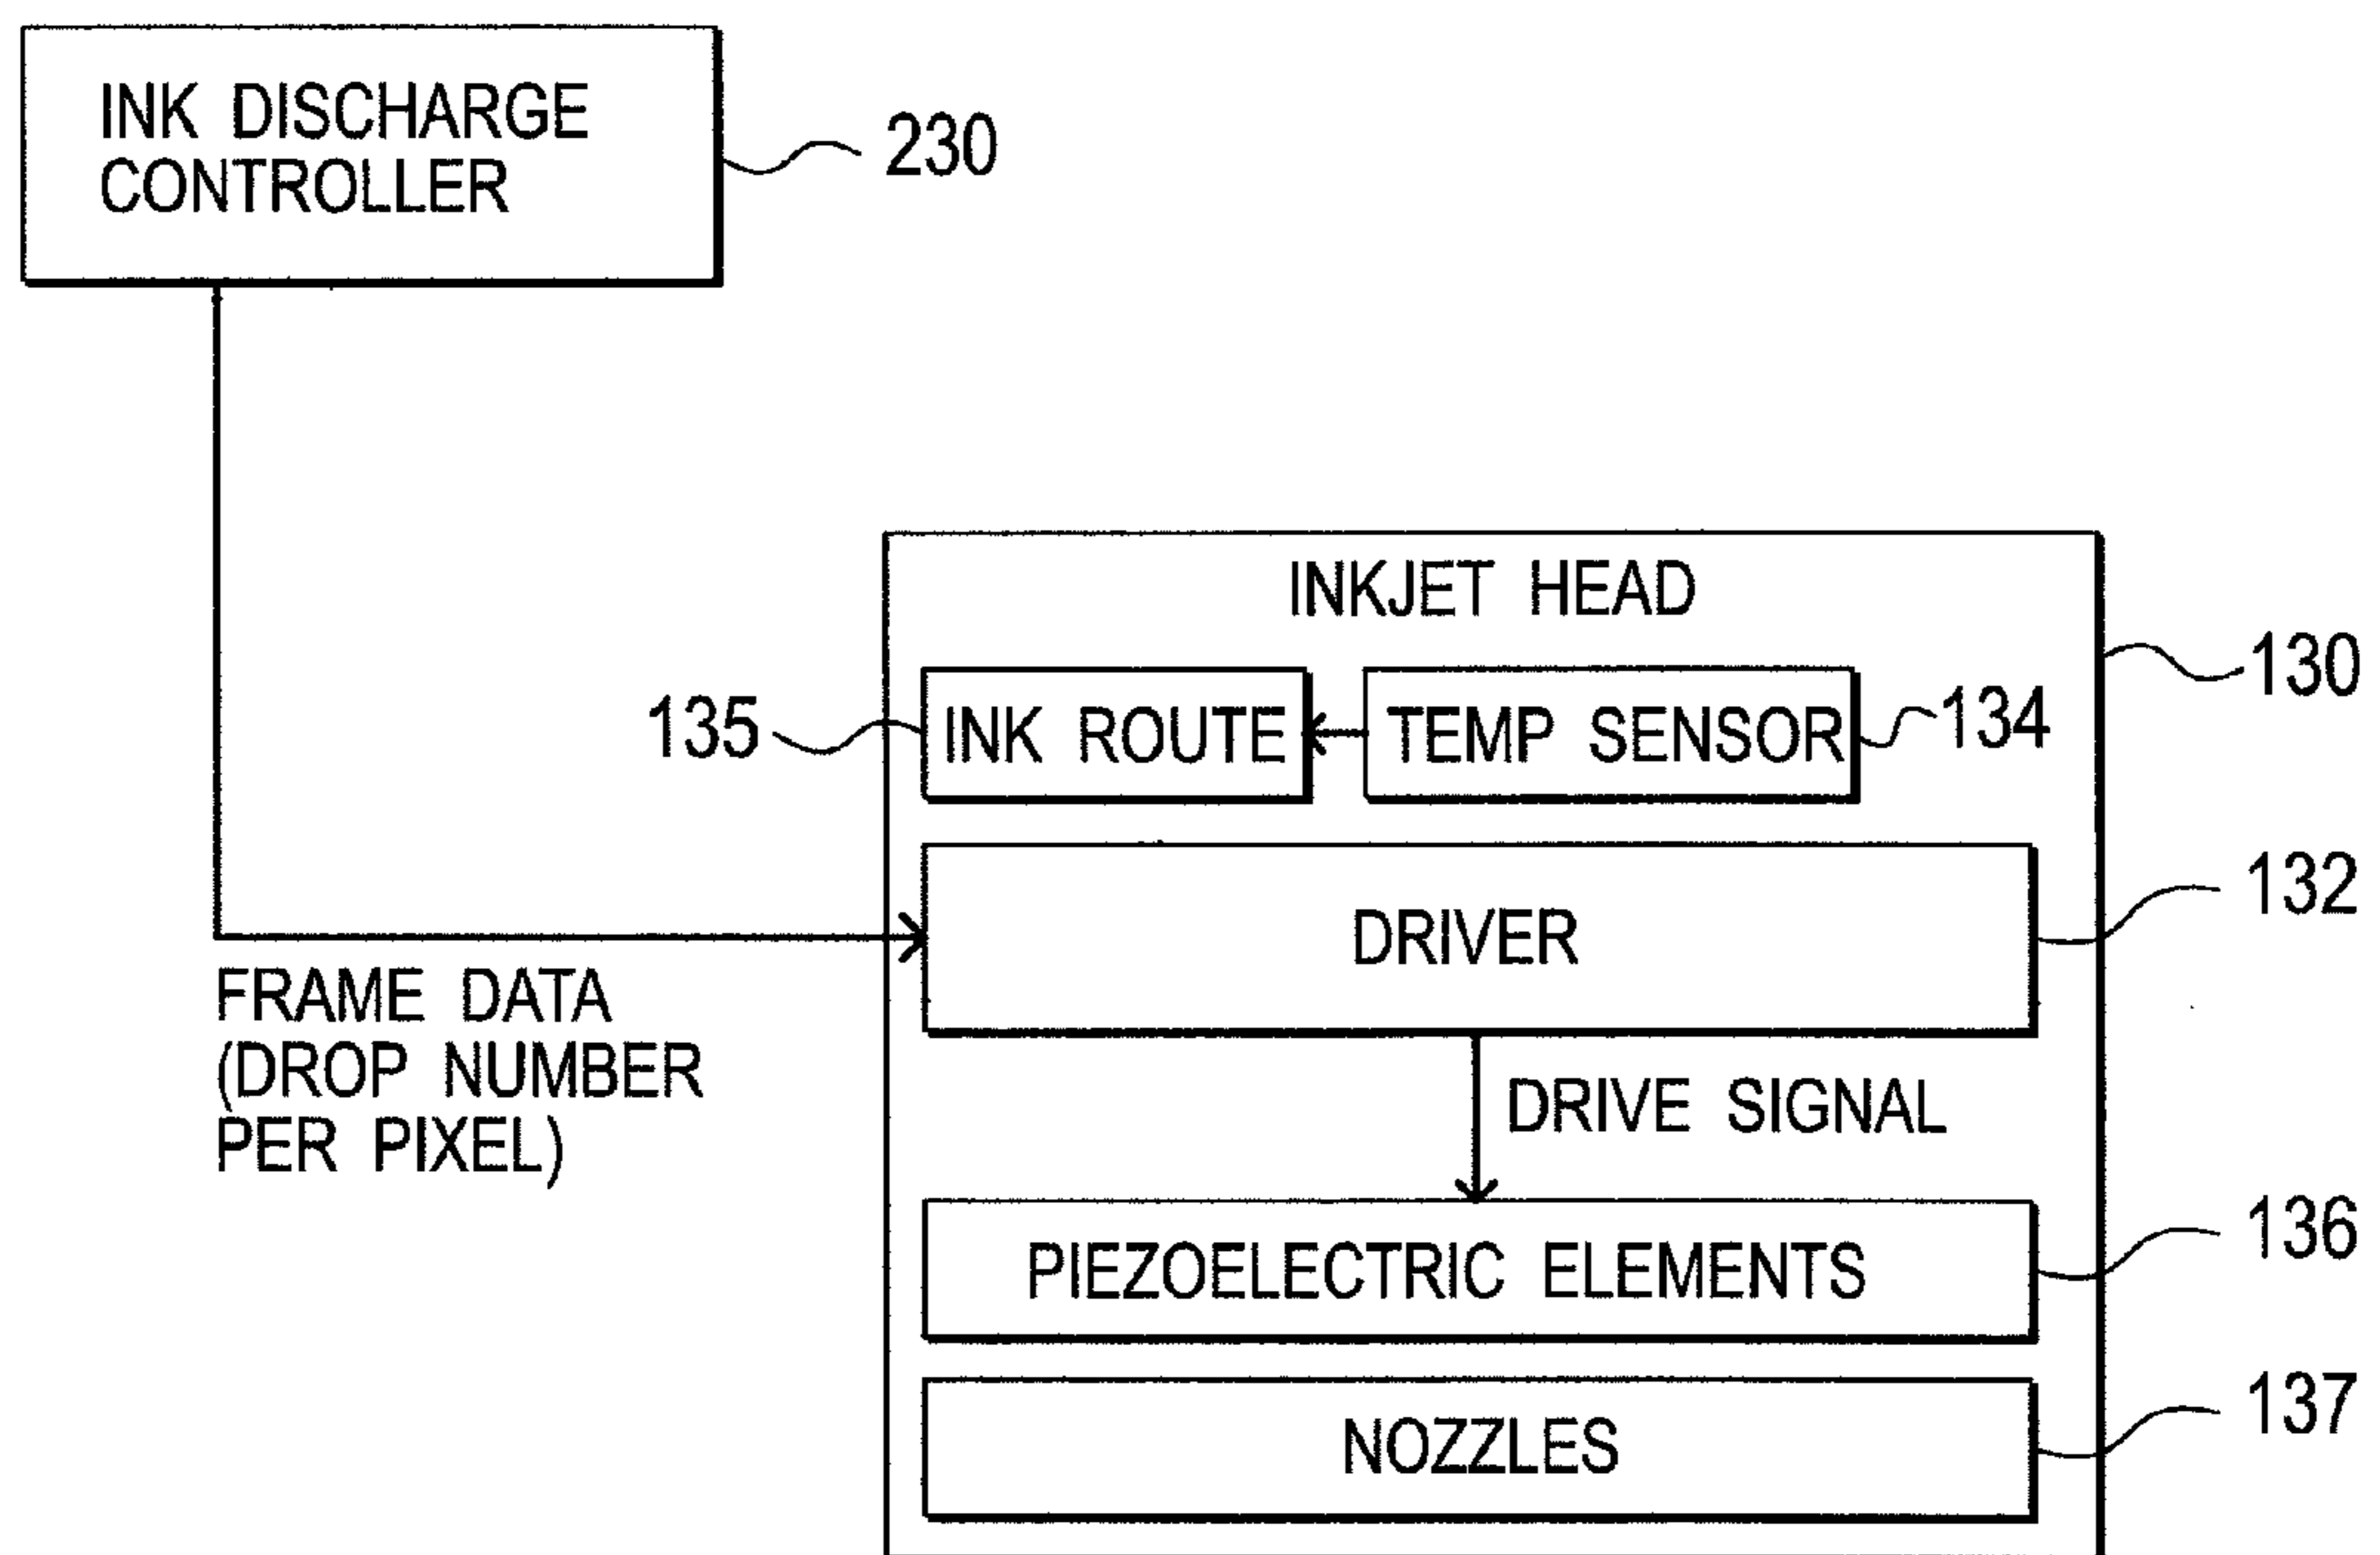 INK DISCHARGE
CONTROLLER
230
INKJET HEAD
130
135
INK ROUTE
TEMP SENSOR
134
132
DRIVER
FRAME DATA
(DROP NUMBER
PER PIXEL)
DRIVE SIGNAL
136
PIEZOELECTRIC ELEMENTS
137
NOZZLES